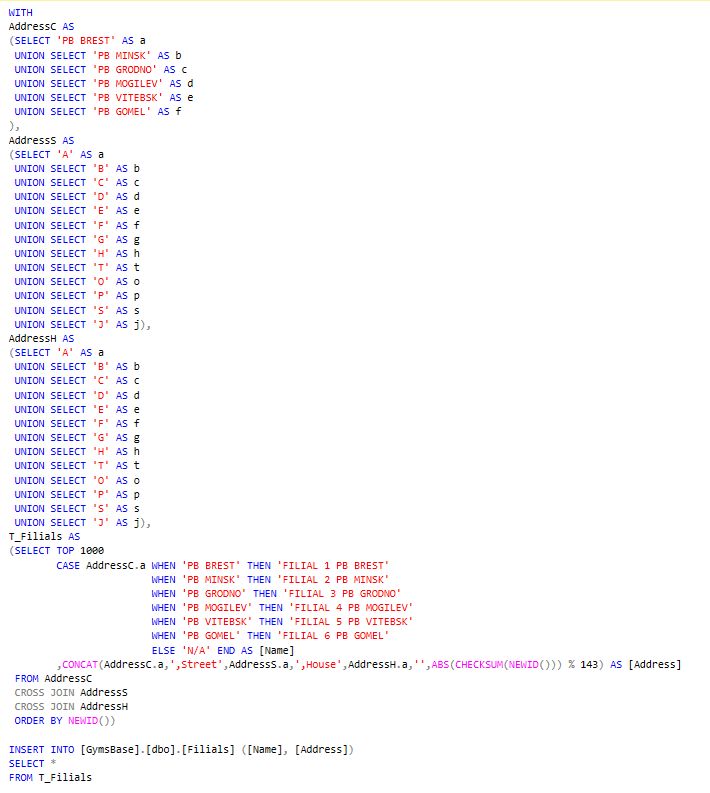 WITH
AddressC AS
(SELECT 'PB BREST' AS a
UNION SELECT 'PB MINSK' AS b
UNION SELECT 'PB GRODNO' AS c
UNION SELECT 'PB MOGILEV' AS d
UNION SELECT 'PB VITEBSK' AS e
UNION SELECT 'PB GOMEL' AS f
),
AddressS AS
(SELECT 'A' AS a
UNION SELECT 'B' AS b
UNION SELECT 'C' AS c
UNION SELECT 'D' AS d
UNION SELECT 'E' AS e
UNION SELECT 'F' AS f
UNION SELECT 'G' AS g
UNION SELECT 'H' AS h
UNION SELECT 'T' AS t
UNION SELECT 'O' AS o
UNION SELECT 'P' AS p
UNION SELECT 'S' AS s
UNION SELECT 'J' AS j),
AddressH AS
(SELECT 'A' AS a
UNION SELECT 'B' AS b
UNION SELECT 'C' AS c
UNION SELECT 'D' AS d
UNION SELECT 'E' AS e
UNION SELECT 'F' AS f
UNION SELECT 'G' AS g
UNION SELECT 'H' AS h
UNION SELECT 'T' AS t
UNION SELECT 'O' AS o
UNION SELECT 'P' AS p
UNION SELECT 'S' AS s
UNION SELECT 'J' AS j),
T_Filials AS
(SELECT TOP 1000
CASE AddressC.a WHEN 'PB BREST' THEN 'FILIAL 1 PB BREST'
WHEN 'PB MINSK' THEN 'FILIAL 2 PB MINSK'
WHEN 'PB GRODNO' THEN 'FILIAL 3 PB GRODNO'
WHEN 'PB MOGILEV' THEN 'FILIAL 4 PB MOGILEV'
WHEN 'PB VITEBSK' THEN 'FILIAL 5 PB VITEBSK'
WHEN 'PB GOMEL' THEN 'FILIAL 6 PB GOMEL'
ELSE 'N/A' END AS [Name]
,CONCAT(AddressC.a,',Street',AddressS.a,',House',AddressH.a,'',ABS(CHECKSUM(NEWID())) % 143) AS [Address]
FROM AddressC
CROSS JOIN AddressS
CROSS JOIN AddressH
ORDER BY NEWID())
INSERT INTO [GymsBase].[dbo].[Filials] ([Name], [Address])
SELECT *
FROM T_Filials